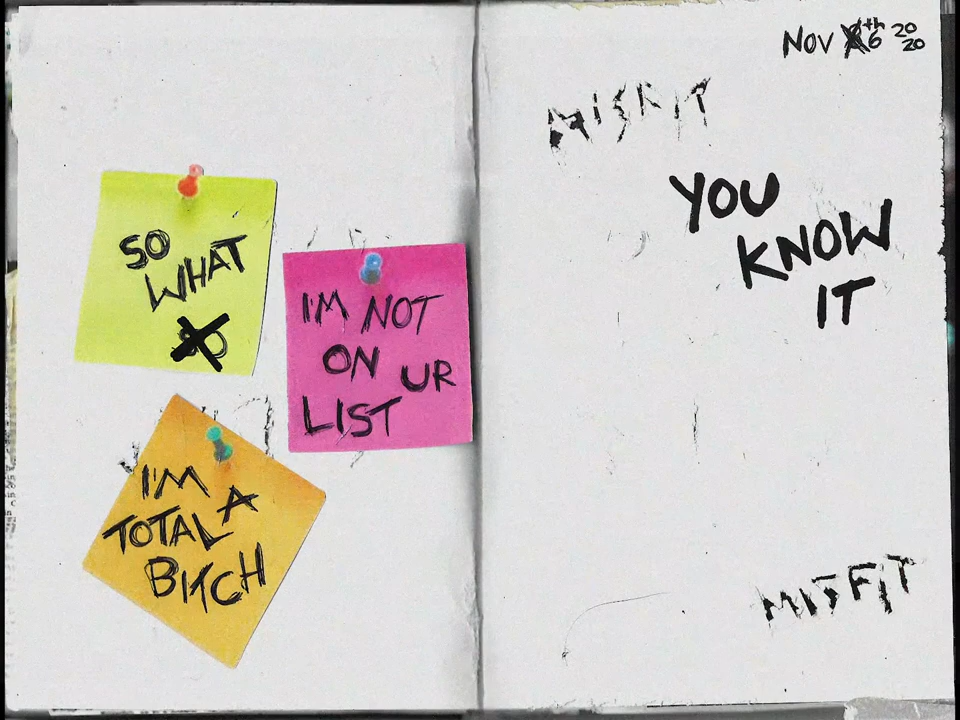 SO
WHAT
I'M NOT
ON UR
LIST
I'M A
TOTAL
BITCH
NOV 6th 2020
MISFIT
YOU
KNOW
IT
MISFIT